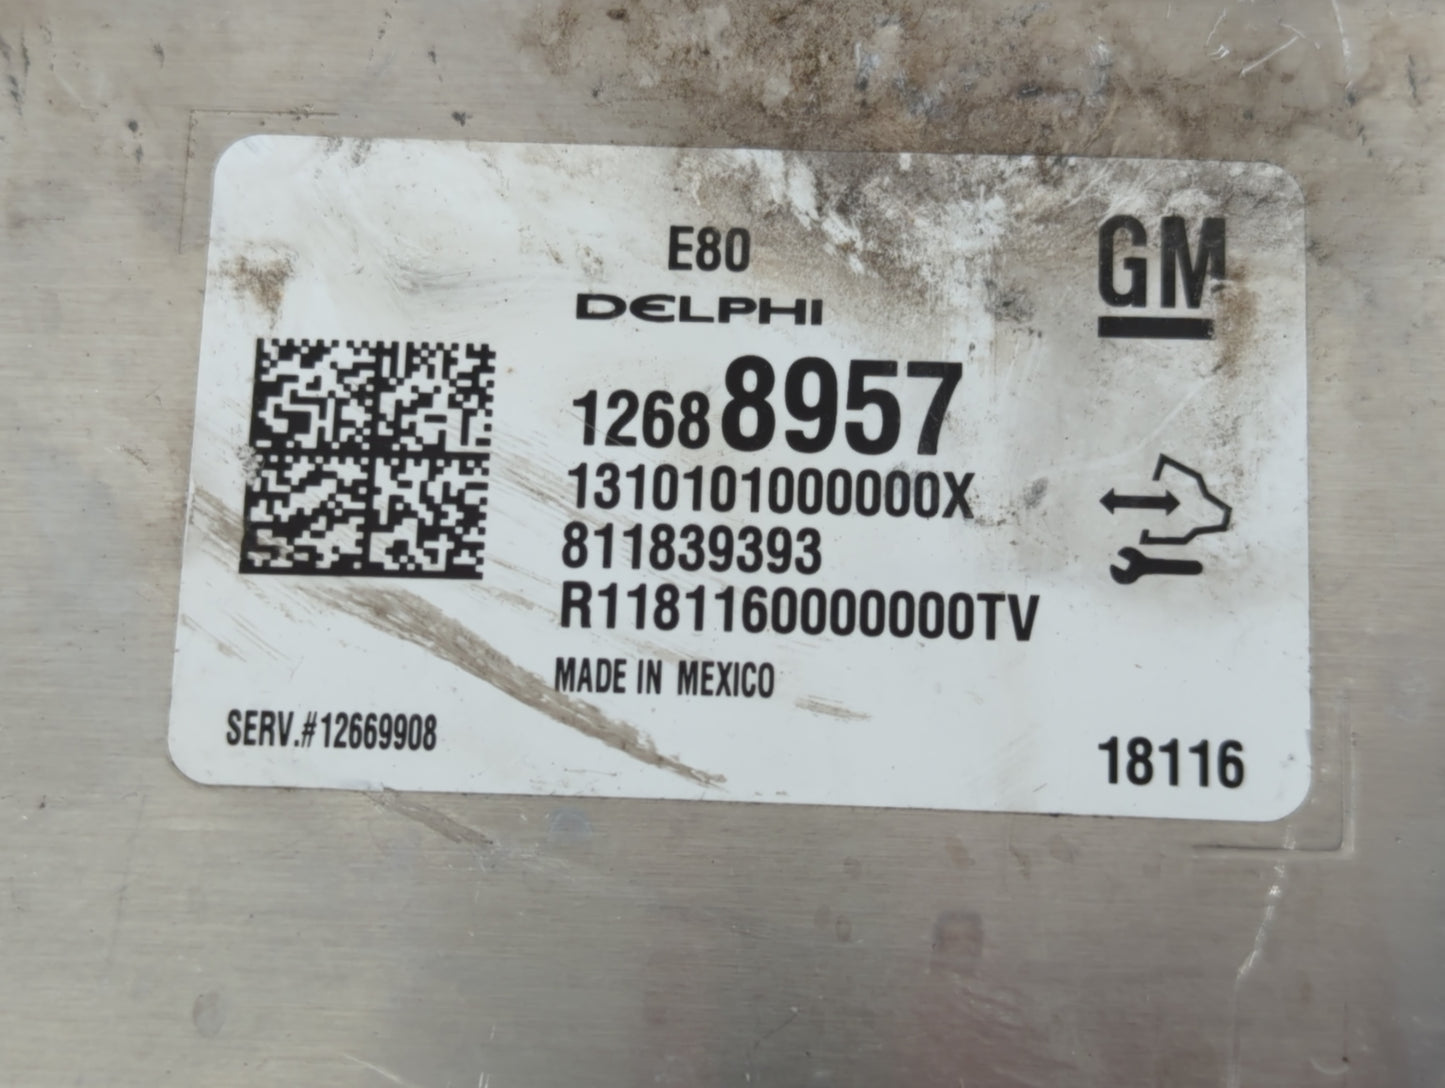 E80
GM
DELPHI
12688957
1310101000000X
811839393
R1181160000000TV
MADE IN MEXICO
SERV.#12669908
18116